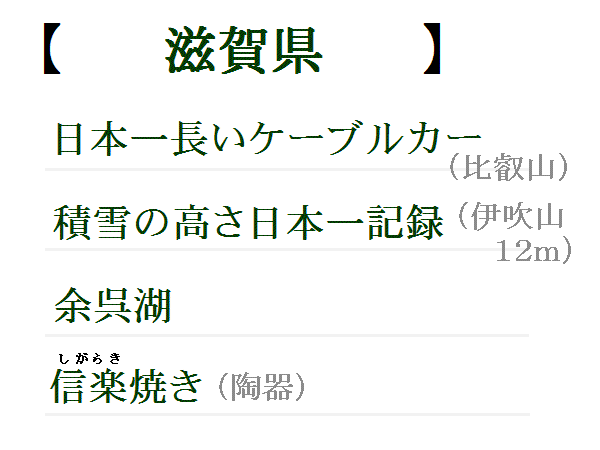 【 滋賀県 】
日本一長いケーブルカー
（比叡山）
積雪の高さ日本一記録（伊吹山
12m）
余呉湖
しがらき
信楽焼き（陶器）